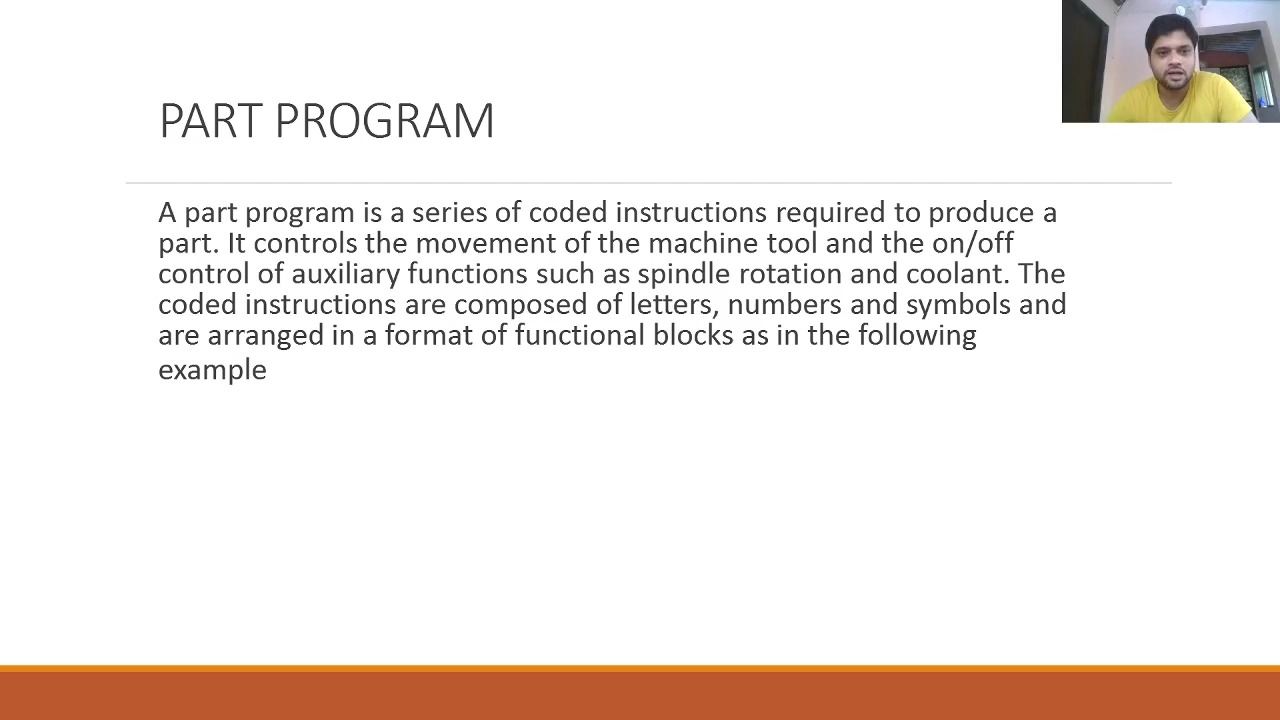 PART PROGRAM
A part program is a series of coded instructions required to produce a
part. It controls the movement of the machine tool and the on/off
control of auxiliary functions such as spindle rotation and coolant. The
coded instructions are composed of letters, numbers and symbols and
are arranged in a format of functional blocks as in the following
example